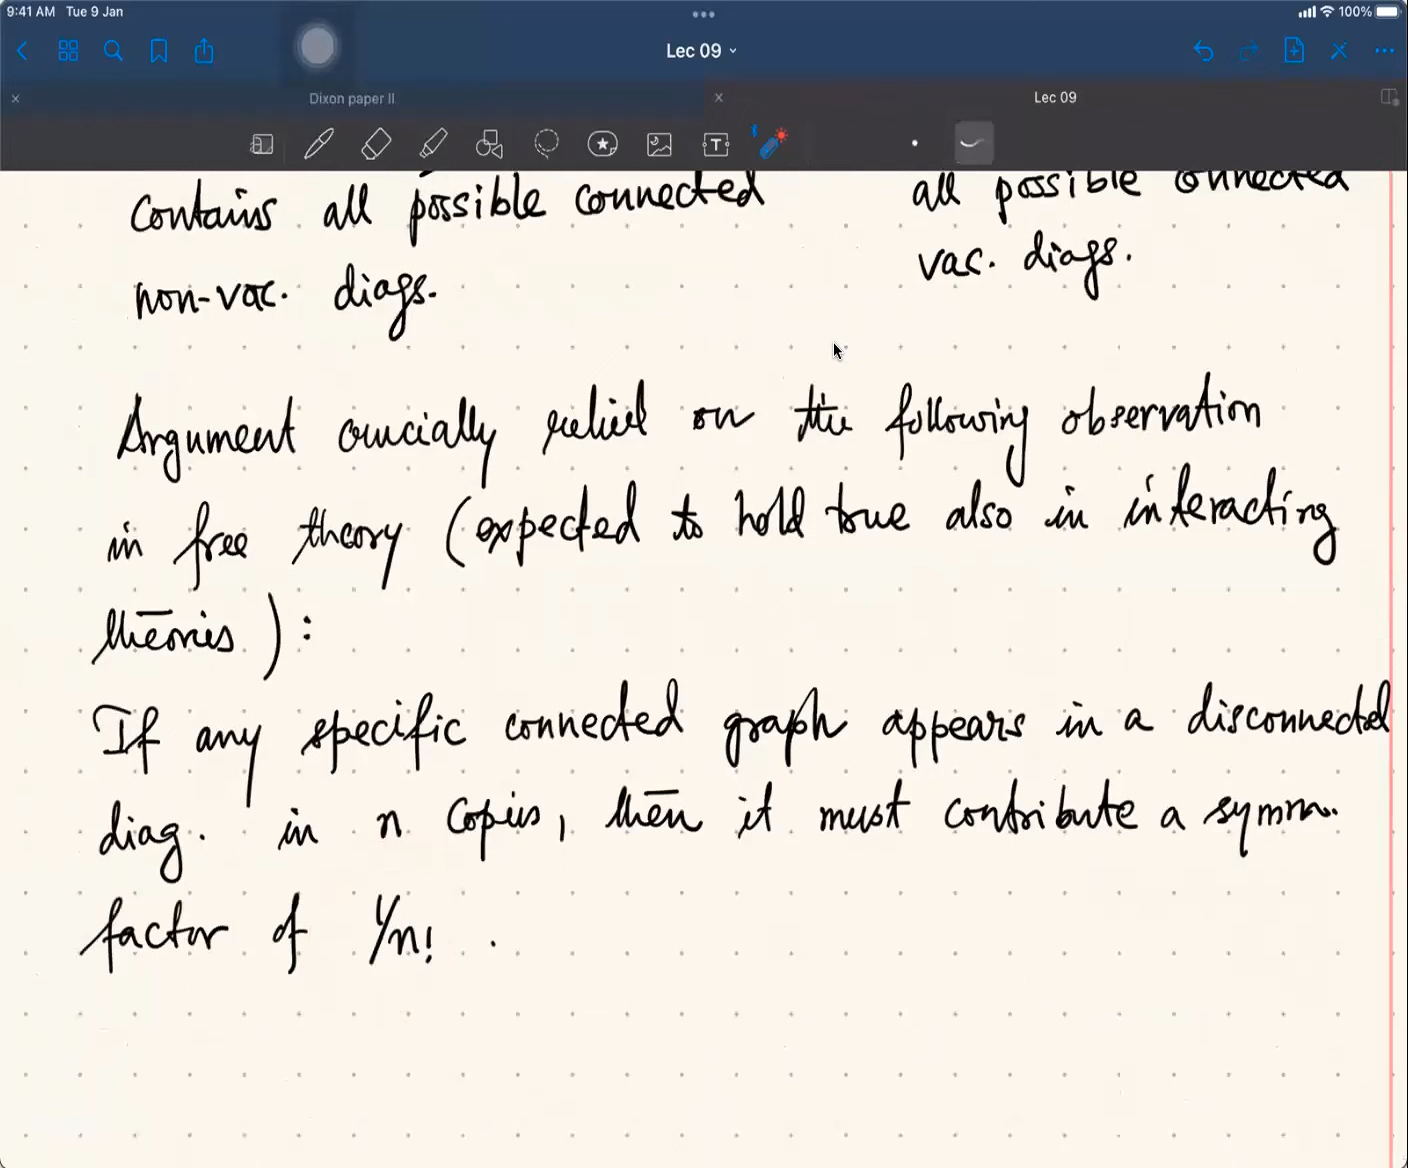 9:41 AM Tue 9 Jan
100%
Lec 09
Dixon paper II
Lec 09
Contains all possible connected
non-vac. diags.
all possible connected
vac. diags.
Argument crucially relied on the following observation
in free theory (expected to hold true also in interacting
theories):
If any specific connected graph appears in a disconnected
diag. in n copies, then it must contribute a symm.
factor of 1/n! .